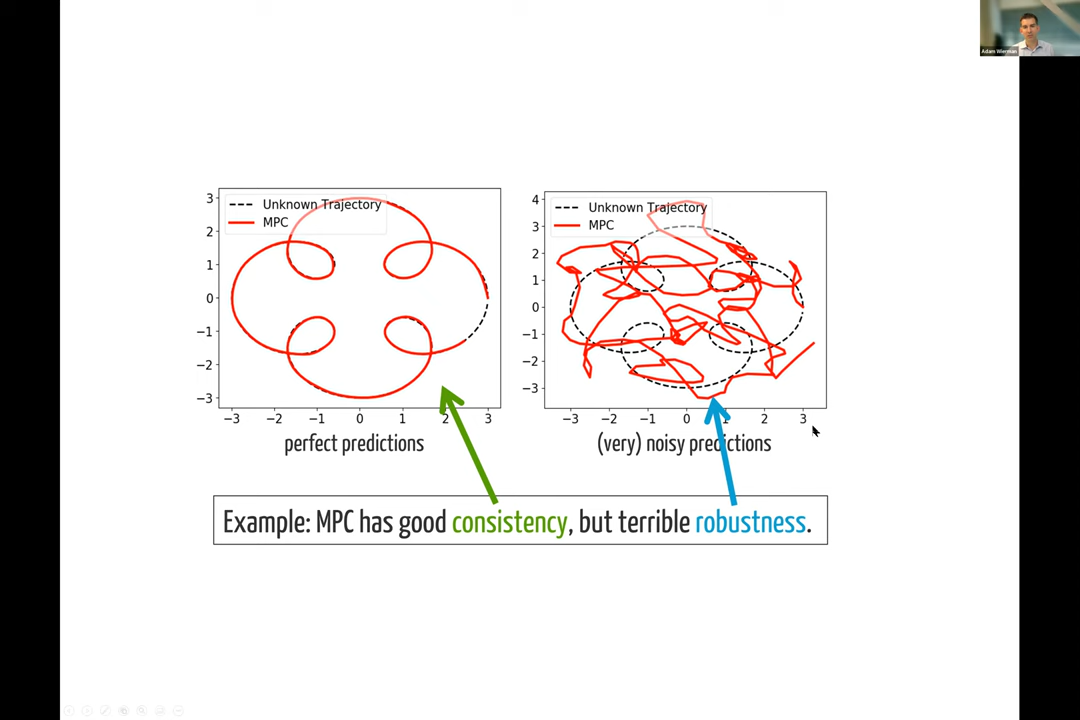 Adam Wierman
3
2
1
0
−1
−2
−3
Unknown Trajectory
MPC
−3 −2 −1 0 1 2 3
perfect predictions
4
3
2
1
0
−1
−2
−3
Unknown Trajectory
MPC
−3 −2 −1 0 1 2 3
(very) noisy predictions
Example: MPC has good consistency, but terrible robustness.